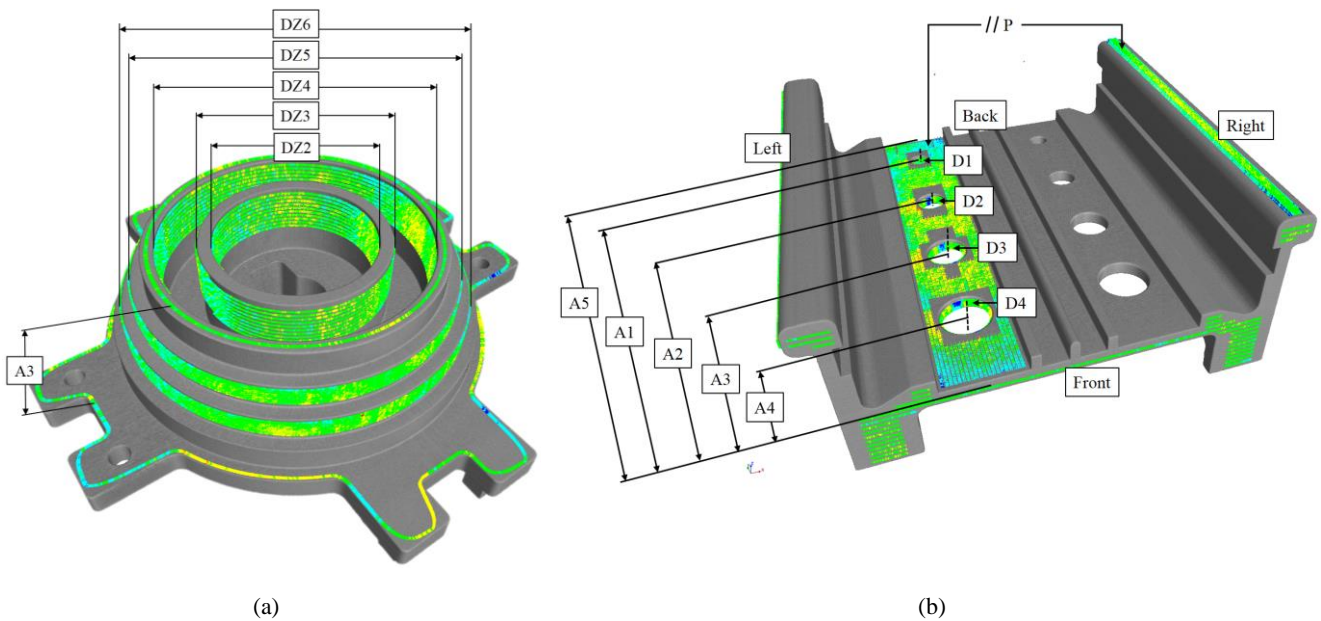 DZ6
DZ5
DZ4
DZ3
DZ2
A3
(a)
// P
Back
Right
Left
D1
D2
D3
D4
A5
A1
A2
A3
A4
Front
(b)